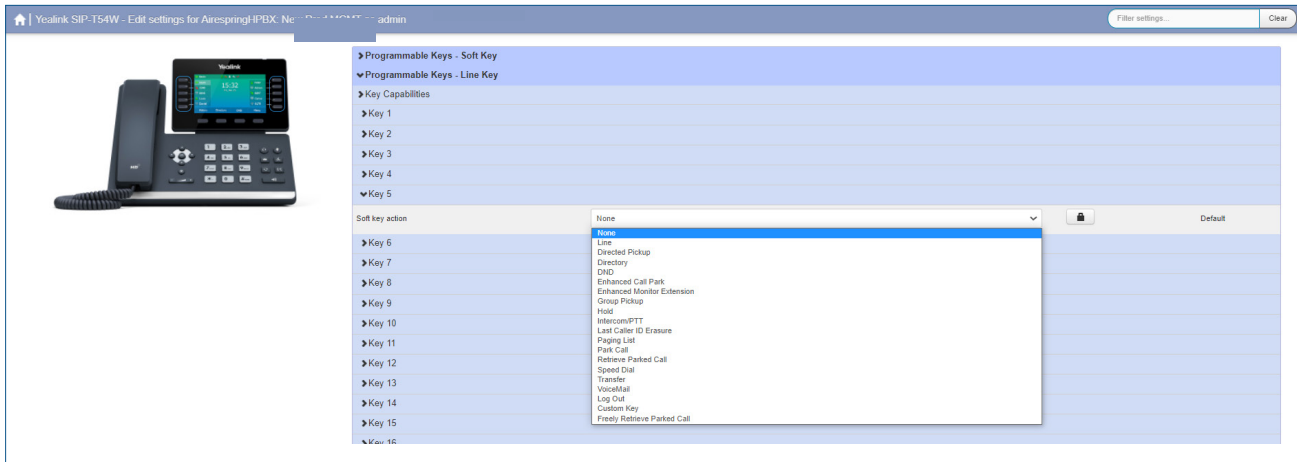 Yealink SIP-T54W - Edit settings for AirespringHPBX: admin
Filter settings...
Clear
Yealink
15:32
Programmable Keys - Soft Key
Programmable Keys - Line Key
Key Capabilities
Key 1
Key 2
Key 3
Key 4
Key 5
Soft key action
None
Default
None
Line
Directed Pickup
Directory
DND
Enhanced Call Park
Enhanced Monitor Extension
Group Pickup
Hold
Intercom/PTT
Last Caller ID Erasure
Paging List
Park Call
Retrieve Parked Call
Speed Dial
Transfer
VoiceMail
Log Out
Custom Key
Freely Retrieve Parked Call
Key 6
Key 7
Key 8
Key 9
Key 10
Key 11
Key 12
Key 13
Key 14
Key 15
Key 16